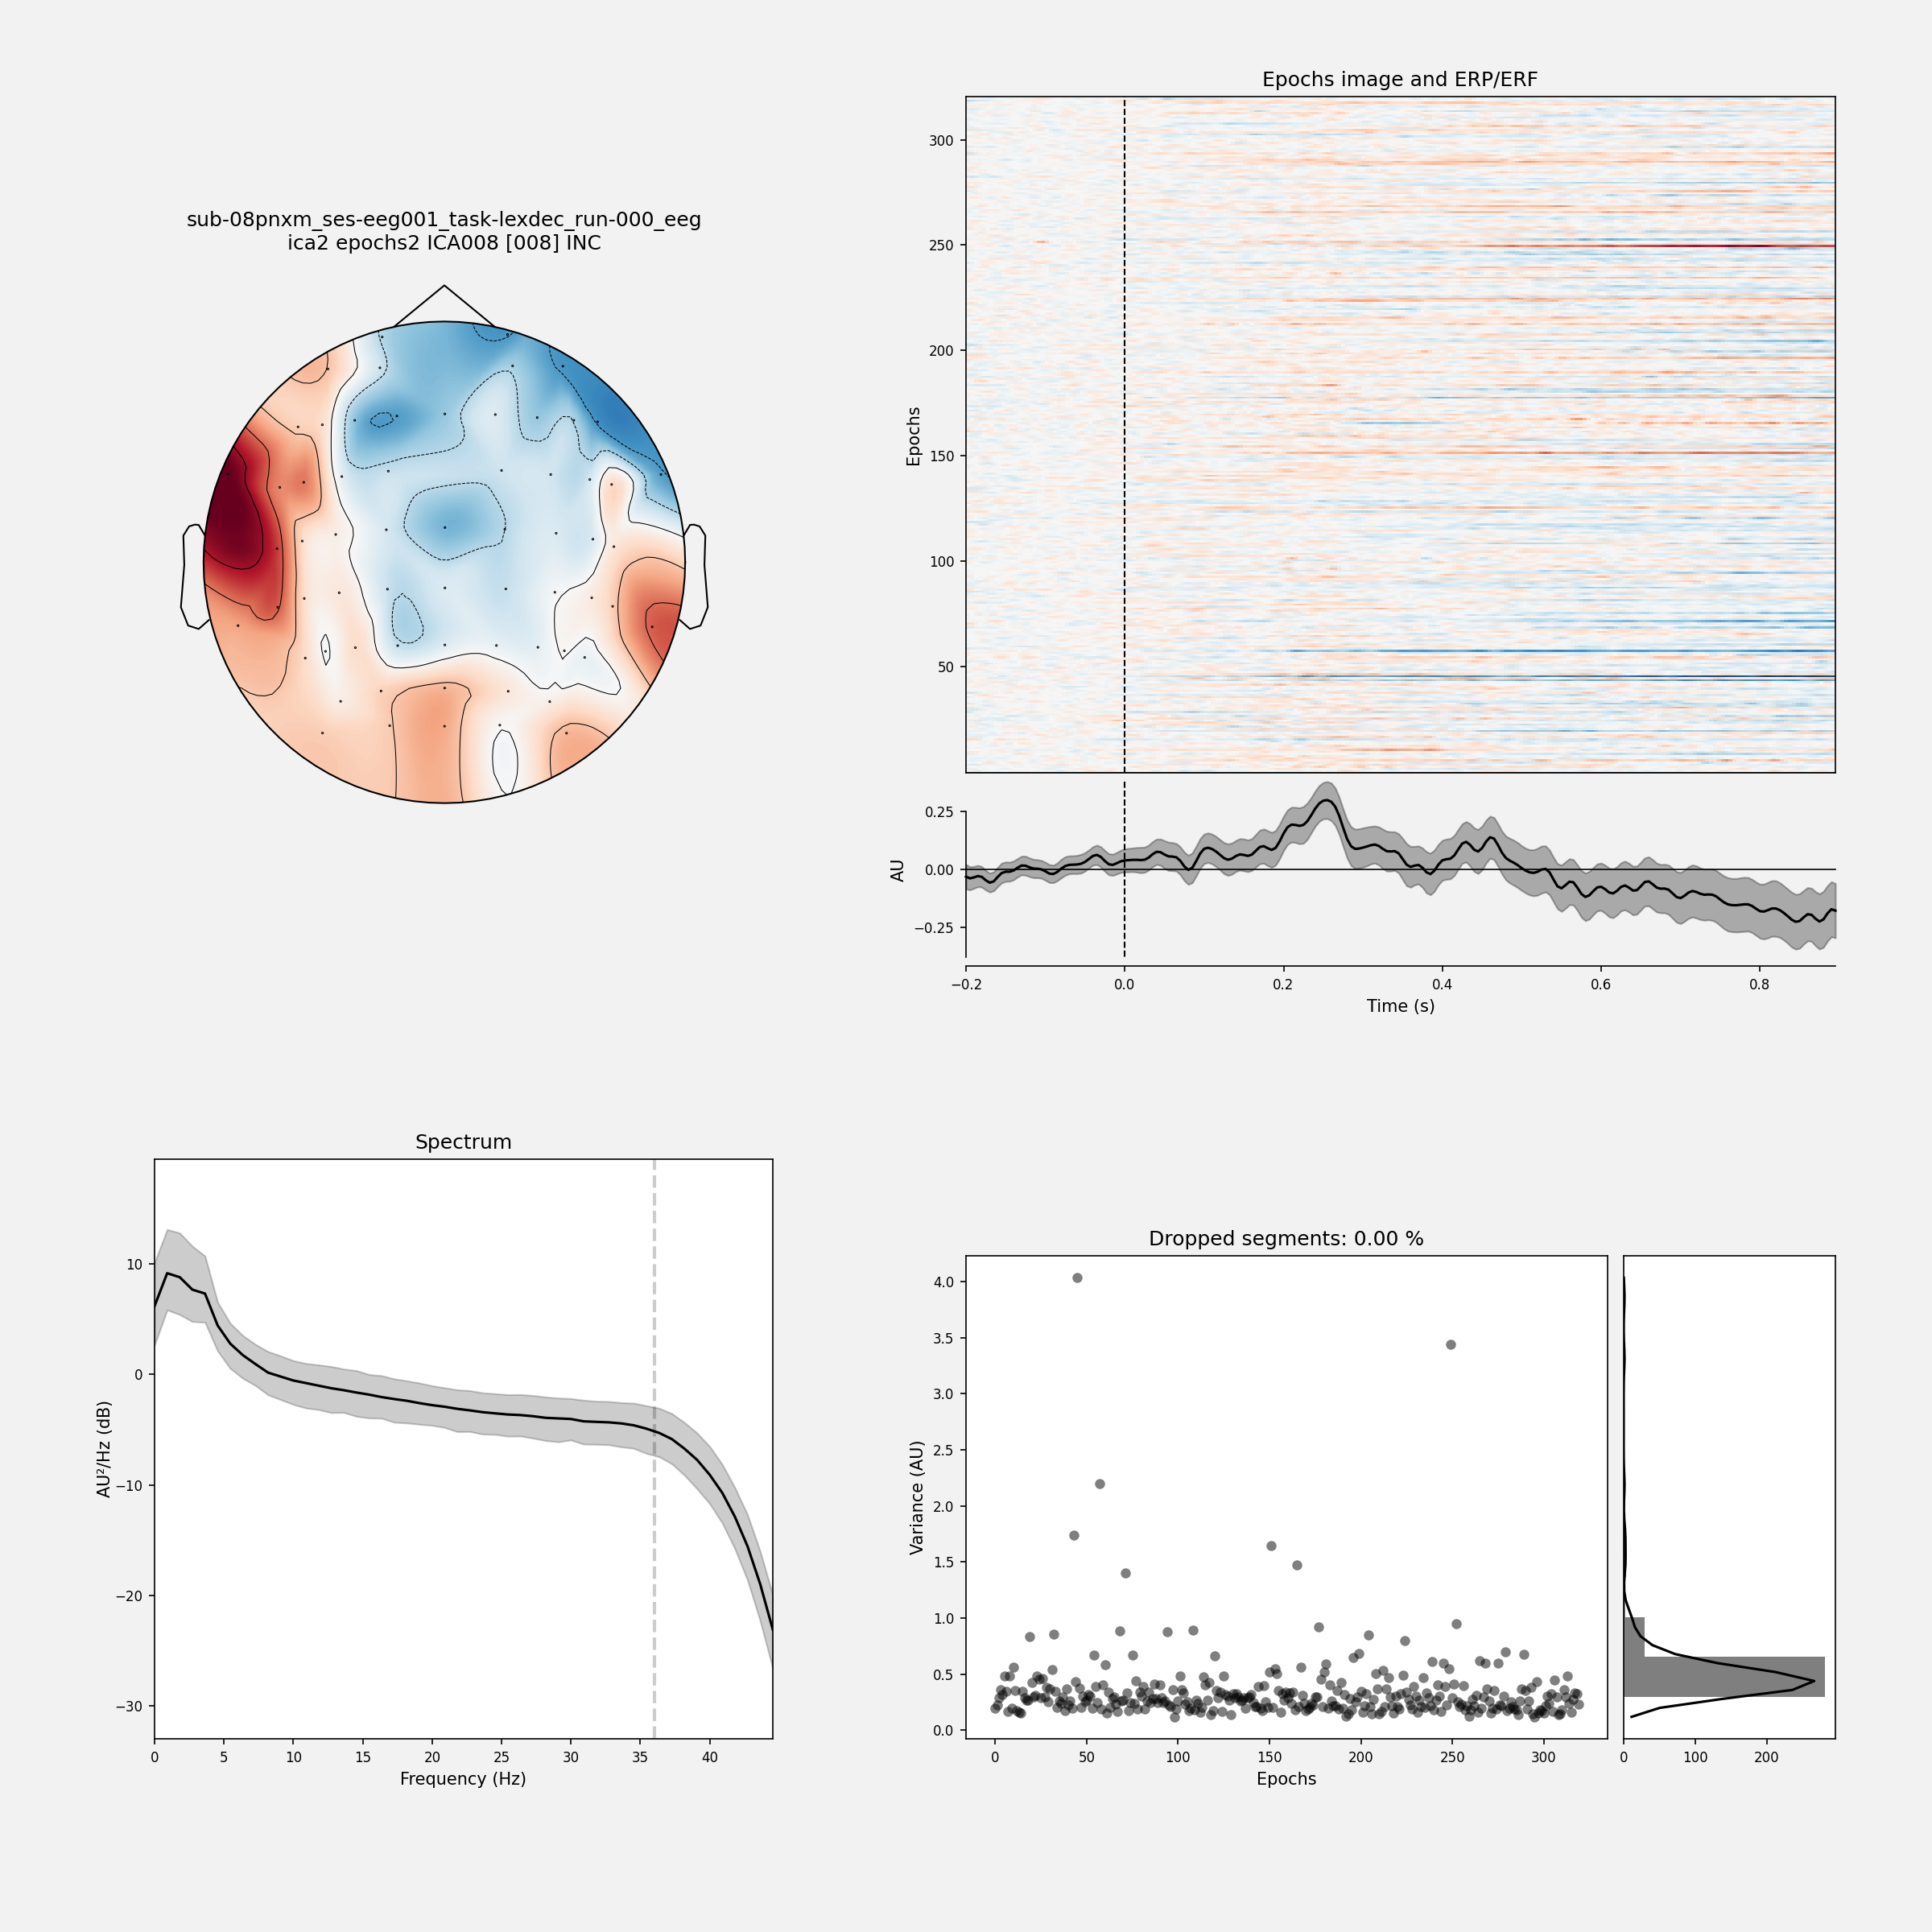 sub-08pnxm_ses-eeg001_task-lexdec_run-000_eeg
ica2 epochs2 ICA008 [008] INC
Epochs image and ERP/ERF
300
250
200
150
100
50
Epochs
0.25
0.00
−0.25
AU
−0.2 0.0 0.2 0.4 0.6 0.8
Time (s)
Spectrum
10
0
−10
−20
−30
AU²/Hz (dB)
0 5 10 15 20 25 30 35 40
Frequency (Hz)
Dropped segments: 0.00 %
4.0
3.5
3.0
2.5
2.0
1.5
1.0
0.5
0.0
Variance (AU)
0 50 100 150 200 250 300
Epochs
0 100 200